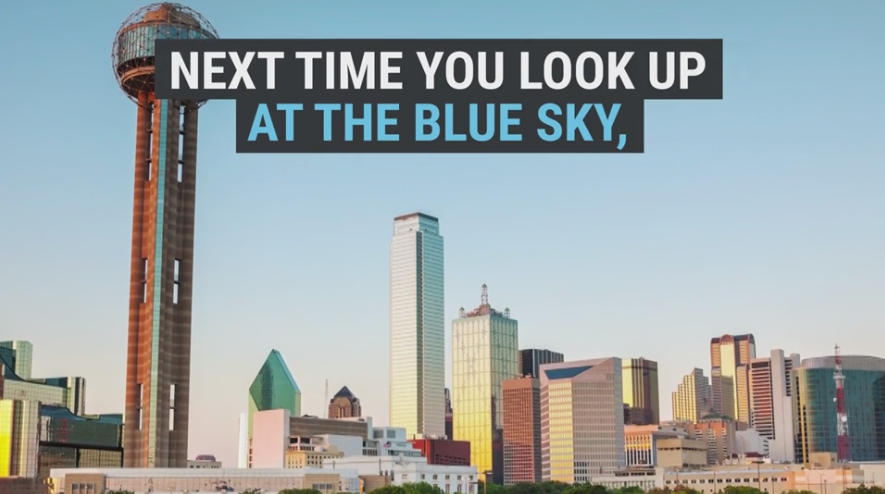 NEXT TIME YOU LOOK UP
AT THE BLUE SKY,